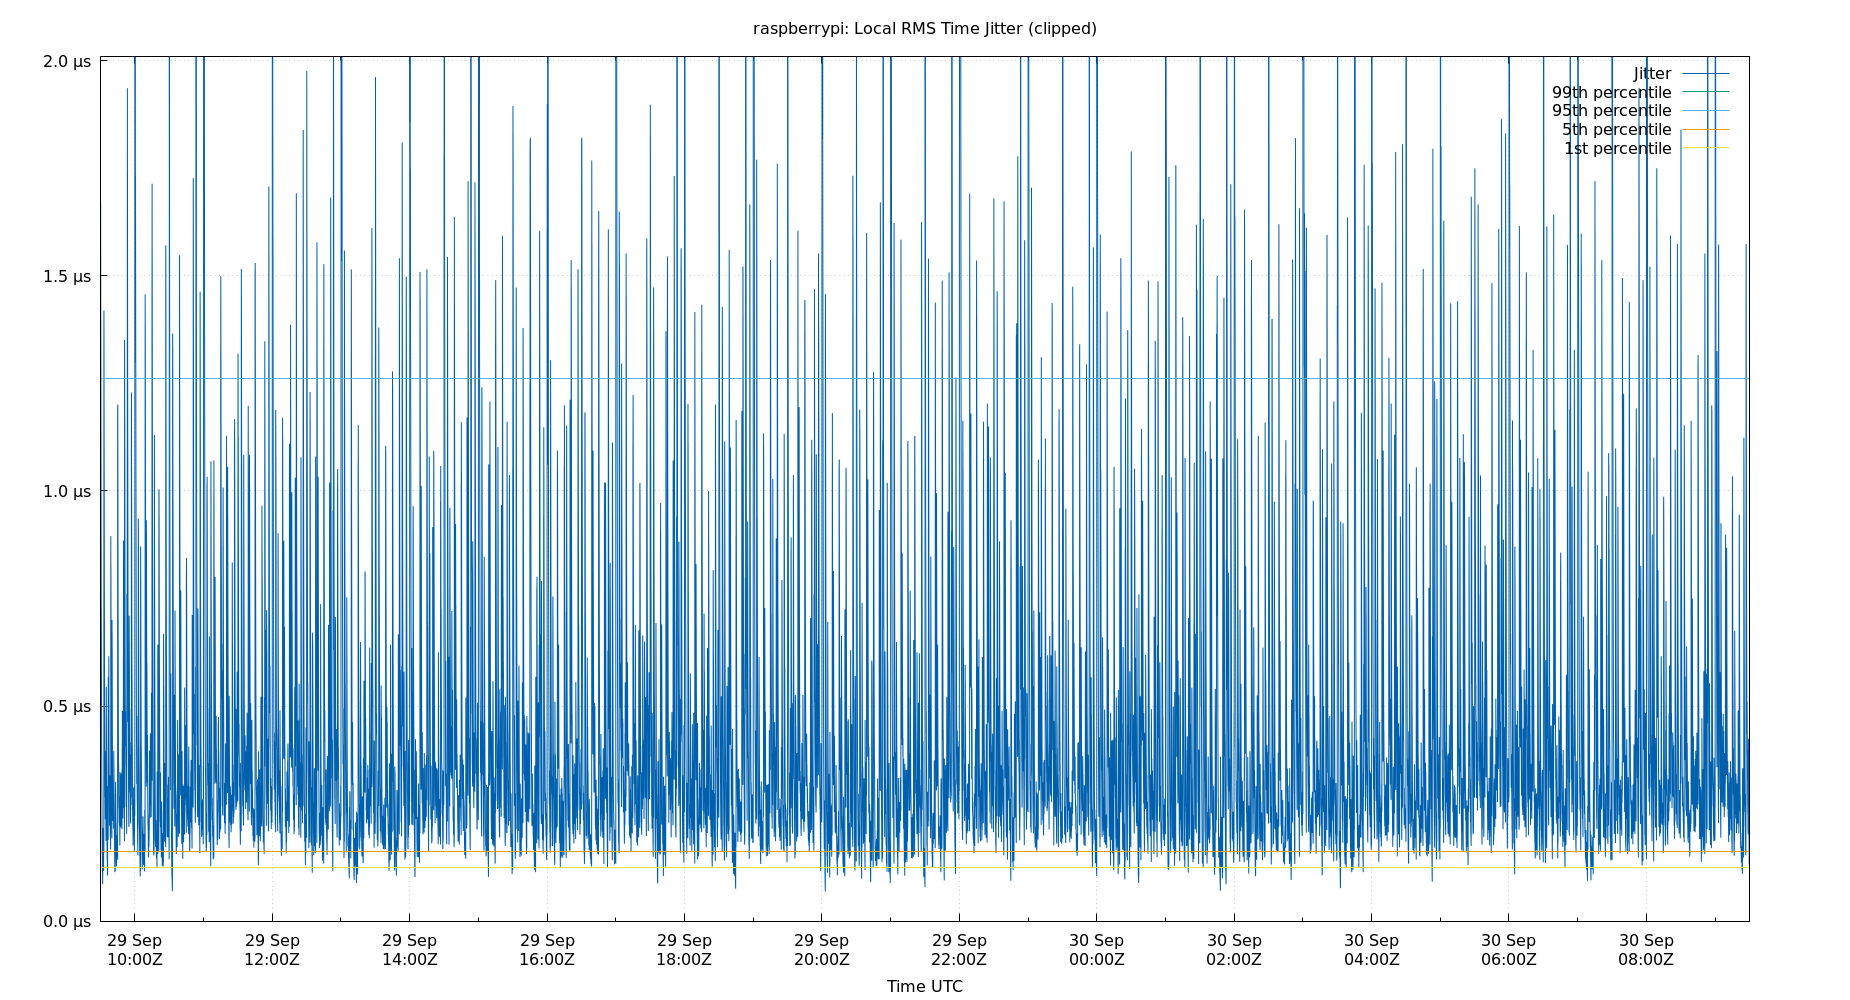 raspberrypi: Local RMS Time Jitter (clipped)
2.0 µs
1.5 µs
1.0 µs
0.5 µs
0.0 µs
Jitter
99th percentile
95th percentile
5th percentile
1st percentile
29 Sep 29 Sep 29 Sep 29 Sep 29 Sep 29 Sep 29 Sep 30 Sep 30 Sep 30 Sep 30 Sep 30 Sep
10:00Z 12:00Z 14:00Z 16:00Z 18:00Z 20:00Z 22:00Z 00:00Z 02:00Z 04:00Z 06:00Z 08:00Z
Time UTC